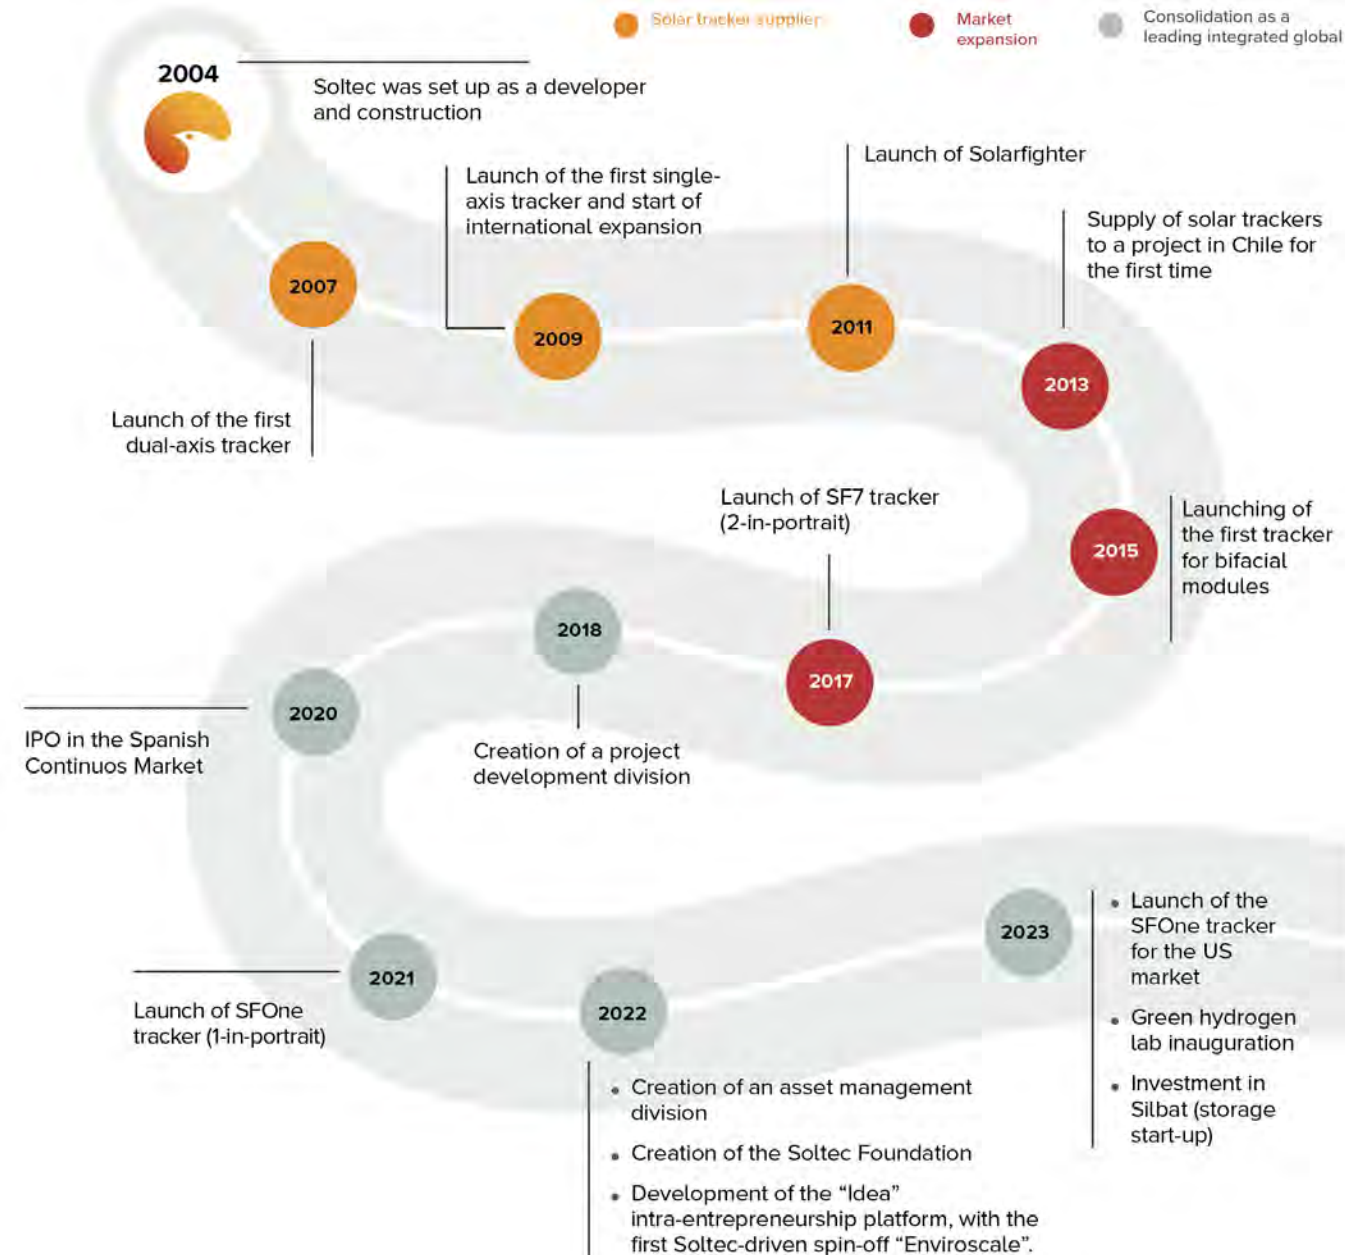 Solar tracker supplier
Market
expansion
Consolidation as a
leading integrated global
2004
Soltec was set up as a developer
and construction
2007
Launch of the first
dual-axis tracker
Launch of the first single-
axis tracker and start of
international expansion
2009
Launch of Solarfighter
2011
Supply of solar trackers
to a project in Chile for
the first time
2013
Launching of
the first tracker
for bifacial
modules
2015
Launch of SF7 tracker
(2-in-portrait)
2017
2018
Creation of a project
development division
2020
IPO in the Spanish
Continuos Market
2021
Launch of SFOne
tracker (1-in-portrait)
2022
• Creation of an asset management
division
• Creation of the Soltec Foundation
• Development of the “Idea”
intra-entrepreneurship platform, with the
first Soltec-driven spin-off “Enviroscale”.
2023
• Launch of the
SFOne tracker
for the US
market
• Green hydrogen
lab inauguration
• Investment in
Silbat (storage
start-up)